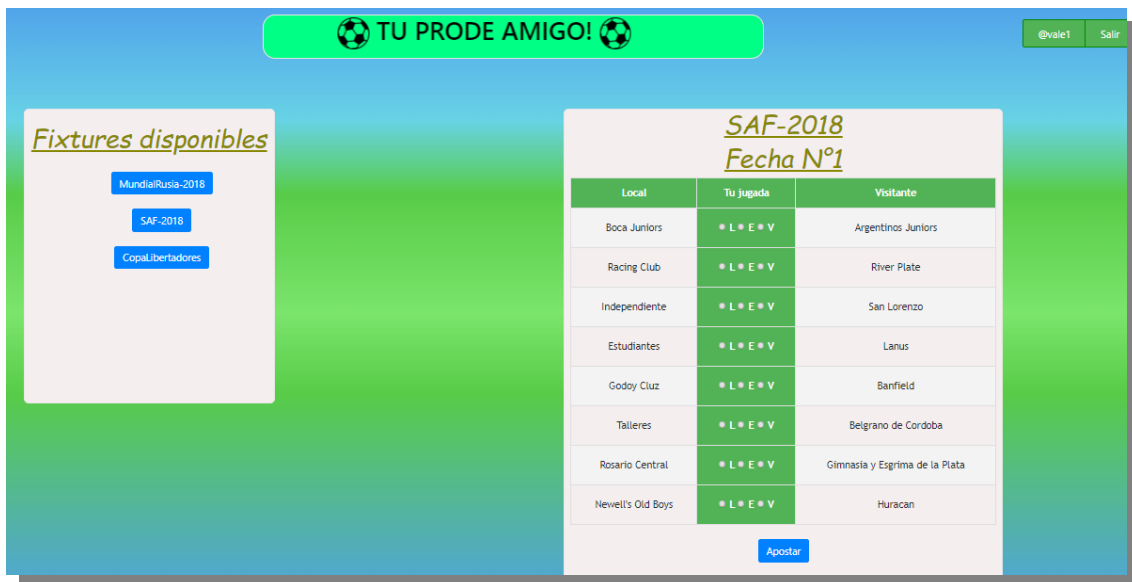 TU PRODE AMIGO!
@vale1 Salir
Fixtures disponibles
MundialRusia-2018
SAF-2018
CopaLibertadores
SAF-2018
Fecha N°1
Local Tu jugada Visitante
Boca Juniors L E V Argentinos Juniors
Racing Club L E V River Plate
Independiente L E V San Lorenzo
Estudiantes L E V Lanus
Godoy Cluz L E V Banfield
Talleres L E V Belgrano de Cordoba
Rosario Central L E V Gimnasia y Esgrima de la Plata
Newell's Old Boys L E V Huracan
Apostar